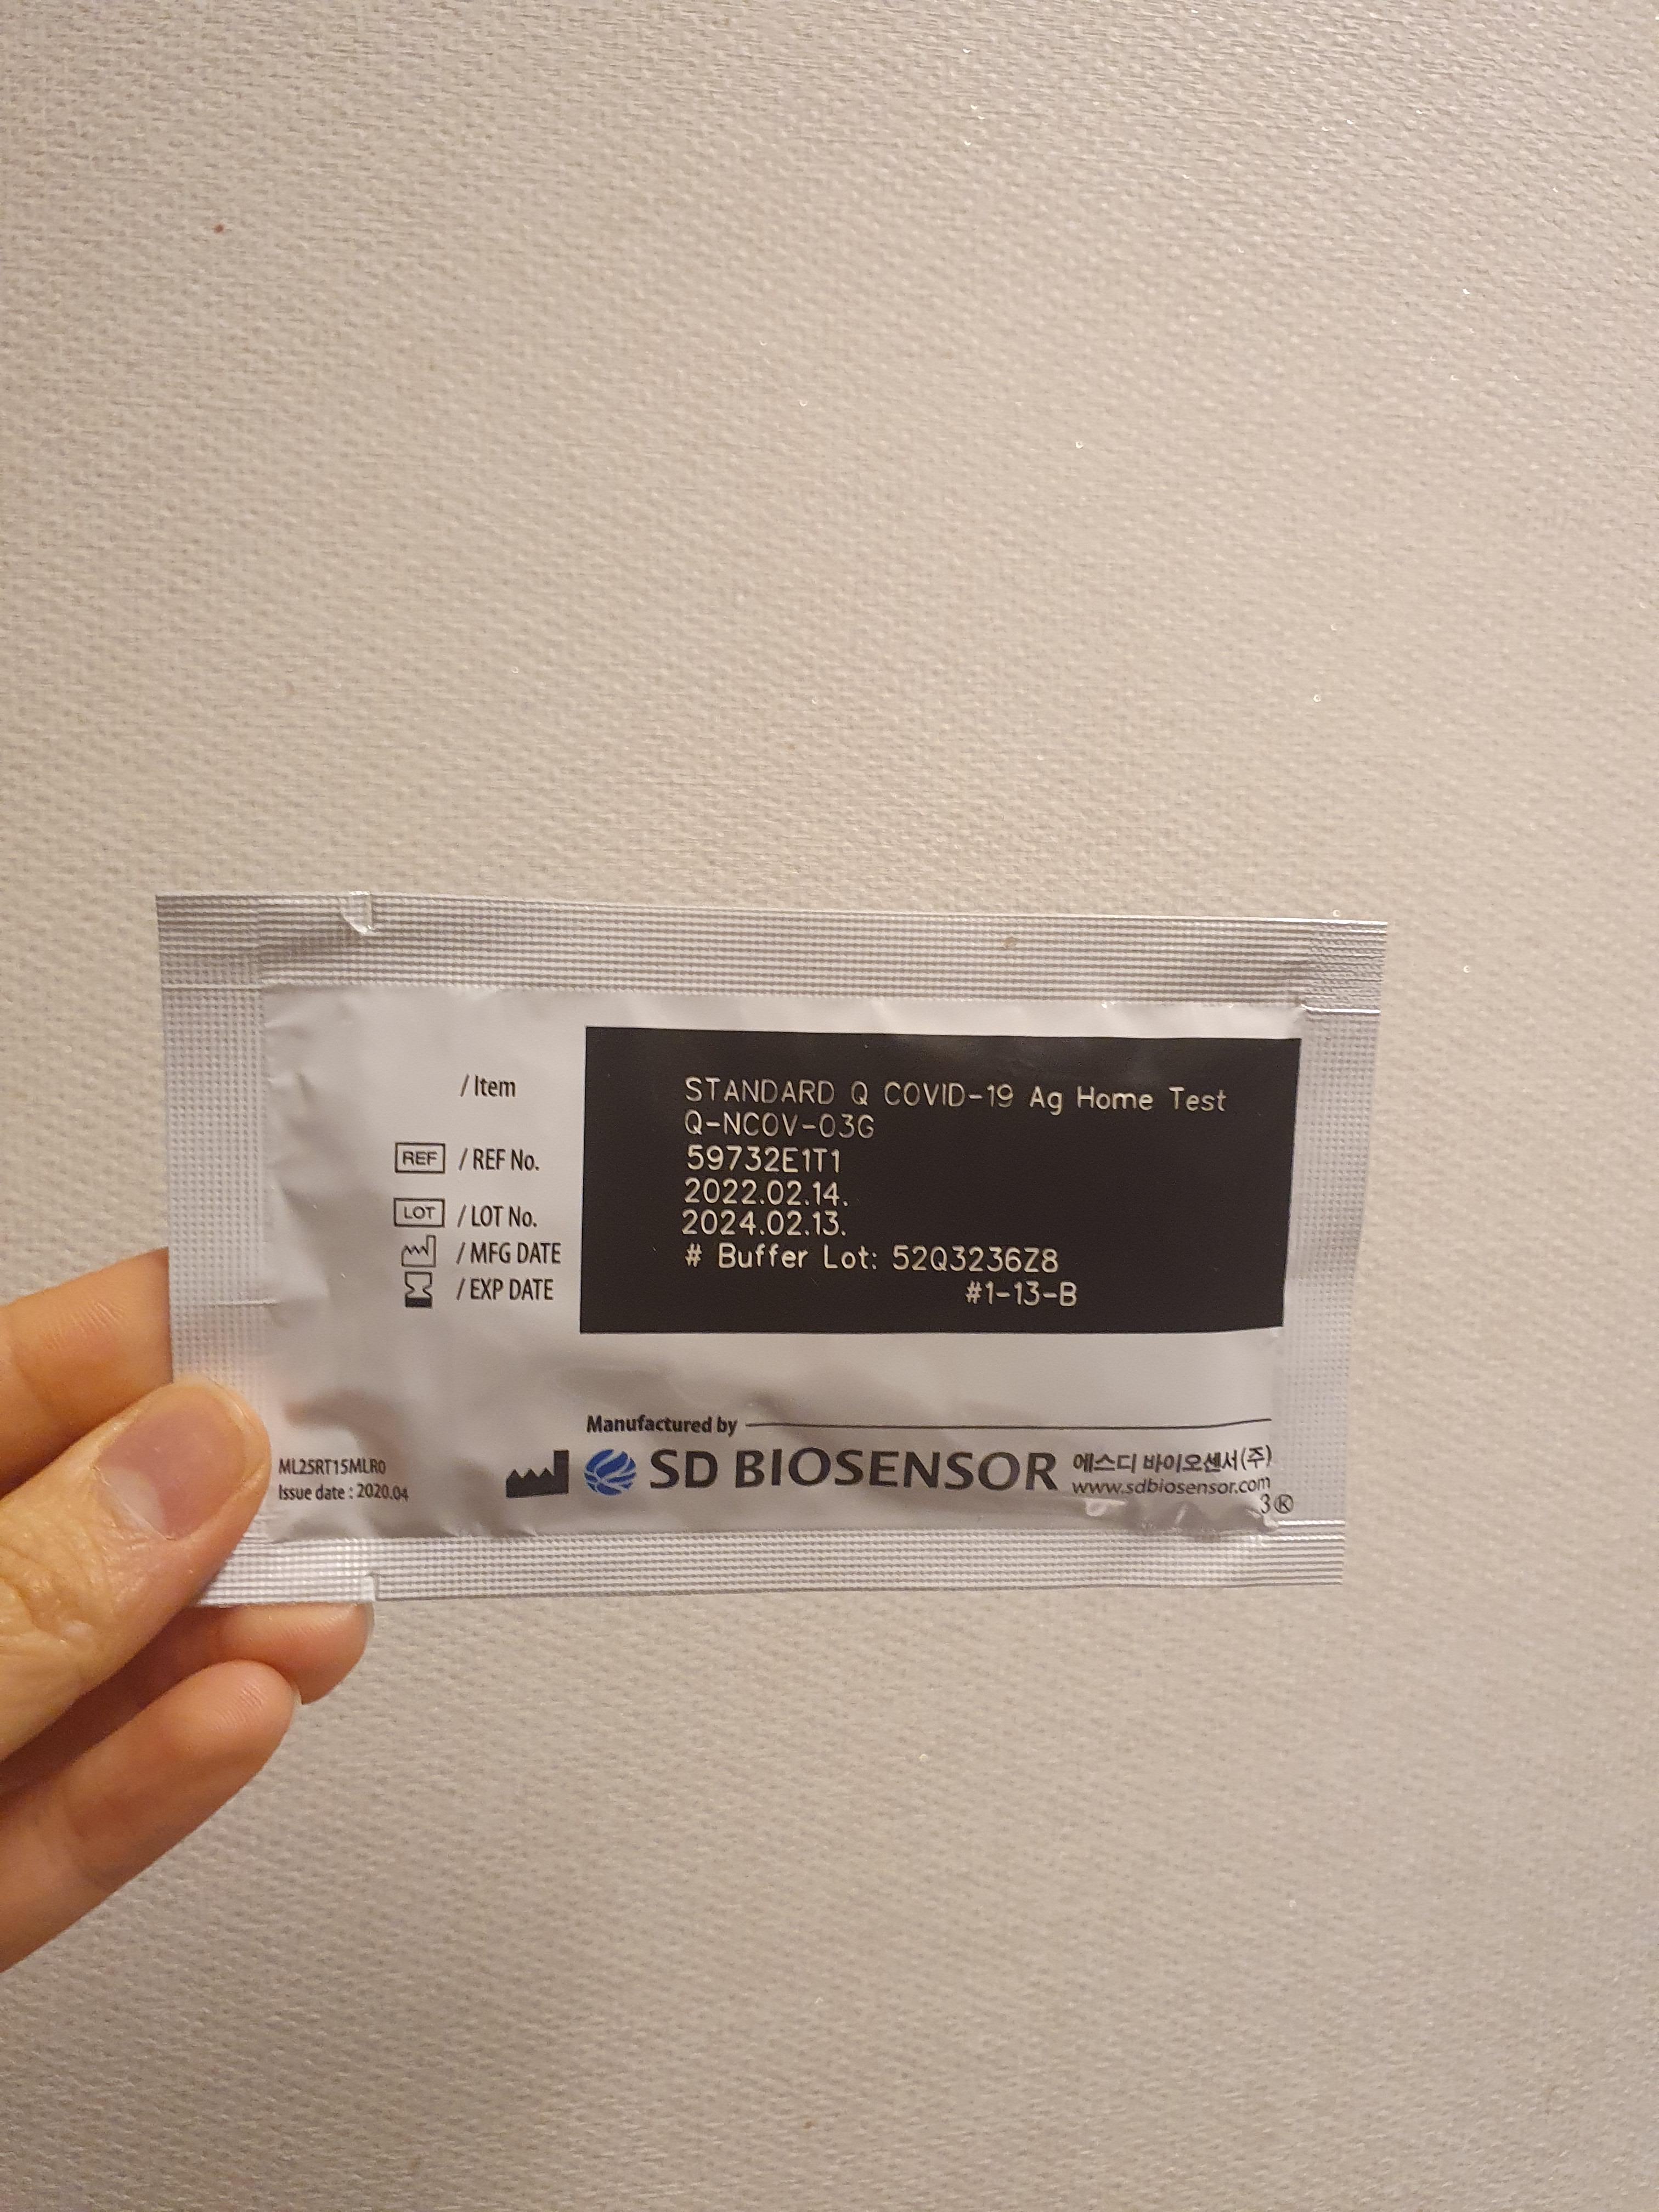 / Item
STANDARD Q COVID-19 Ag Home Test
Q-NCOV-03G
REF / REF No.
59732E1T1
LOT / LOT No.
2022.02.14.
/ MFG DATE
2024.02.13.
/ EXP DATE
# Buffer Lot: 52Q3236Z8
#1-13-B
Manufactured by
SD BIOSENSOR 에스디 바이오센서(주)
www.sdbiosensor.com
3Ⓚ
ML25RT15MLR0
Issue date : 2020.04